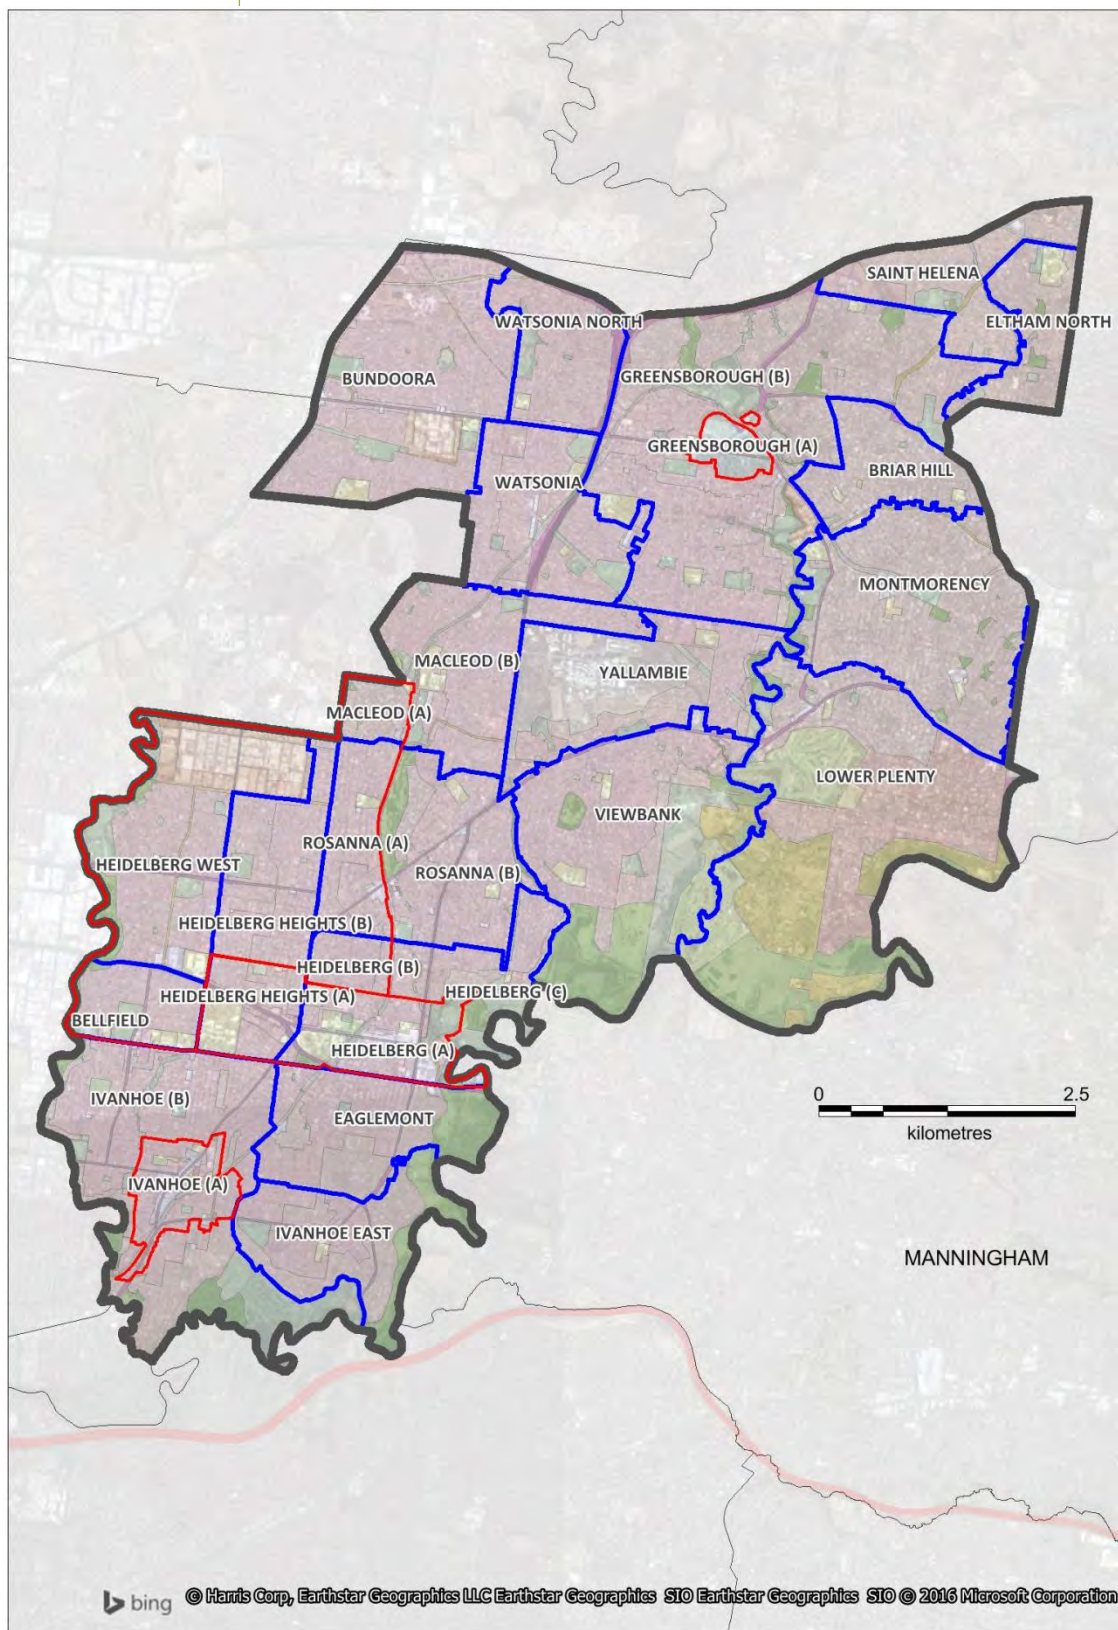 SAINT HELENA
WATSONIA NORTH
ELTHAM NORTH
BUNDOORA
GREENSBOROUGH (B)
GREENSBOROUGH (A)
BRIAR HILL
WATSONIA
MONTMORENCY
MACLEOD (B)
YALLAMBIE
MACLEOD (A)
LOWER PLENTY
VIEWBANK
ROSANNA (A)
HEIDELBERG WEST
ROSANNA (B)
HEIDELBERG HEIGHTS (B)
HEIDELBERG (B)
HEIDELBERG HEIGHTS (A)
HEIDELBERG (C)
BELLFIELD
HEIDELBERG (A)
IVANHOE (B)
EAGLEMONT
0 2.5
kilometres
IVANHOE (A)
IVANHOE EAST
MANNINGHAM
bing © Harris Corp, Earthstar Geographics LLC Earthstar Geographics SIO Earthstar Geographics SIO © 2016 Microsoft Corporation